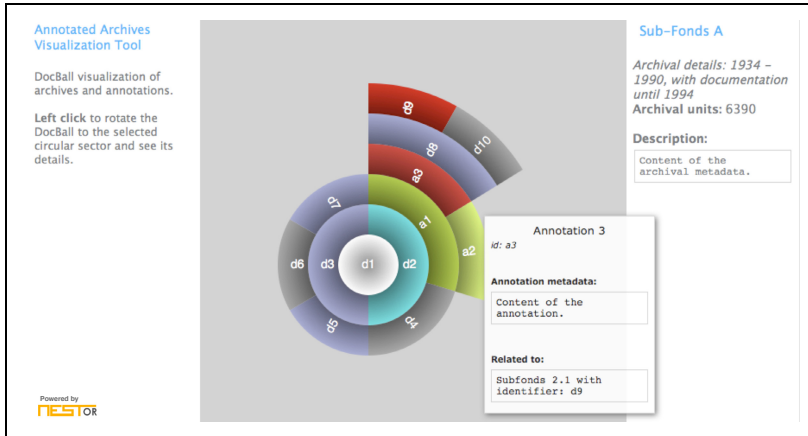 Annotated Archives
Visualization Tool
DocBall visualization of
archives and annotations.
Left click to rotate the
DocBall to the selected
circular sector and see its
details.
Powered by
NESTOR
d9
d10
d8
a3
a1
a2
d7
d6
d3
d1
d2
d5
d4
Annotation 3
id: a3
Annotation metadata:
Content of the
annotation.
Related to:
Subfonds 2.1 with
identifier: d9
Sub-Fonds A
Archival details: 1934 –
1990, with documentation
until 1994
Archival units: 6390
Description:
Content of the
archival metadata.